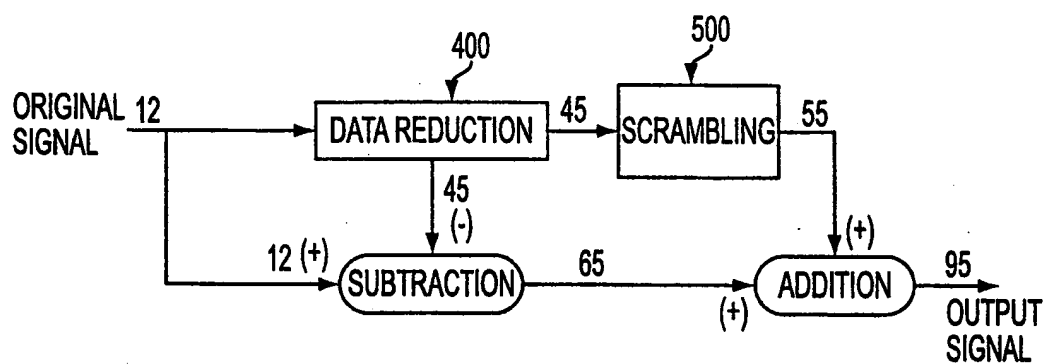 400
500
ORIGINAL 12
SIGNAL
DATA REDUCTION
45
SCRAMBLING
55
45
(-)
(+)
12 (+)
SUBTRACTION
65
(+)
ADDITION
95
OUTPUT
SIGNAL